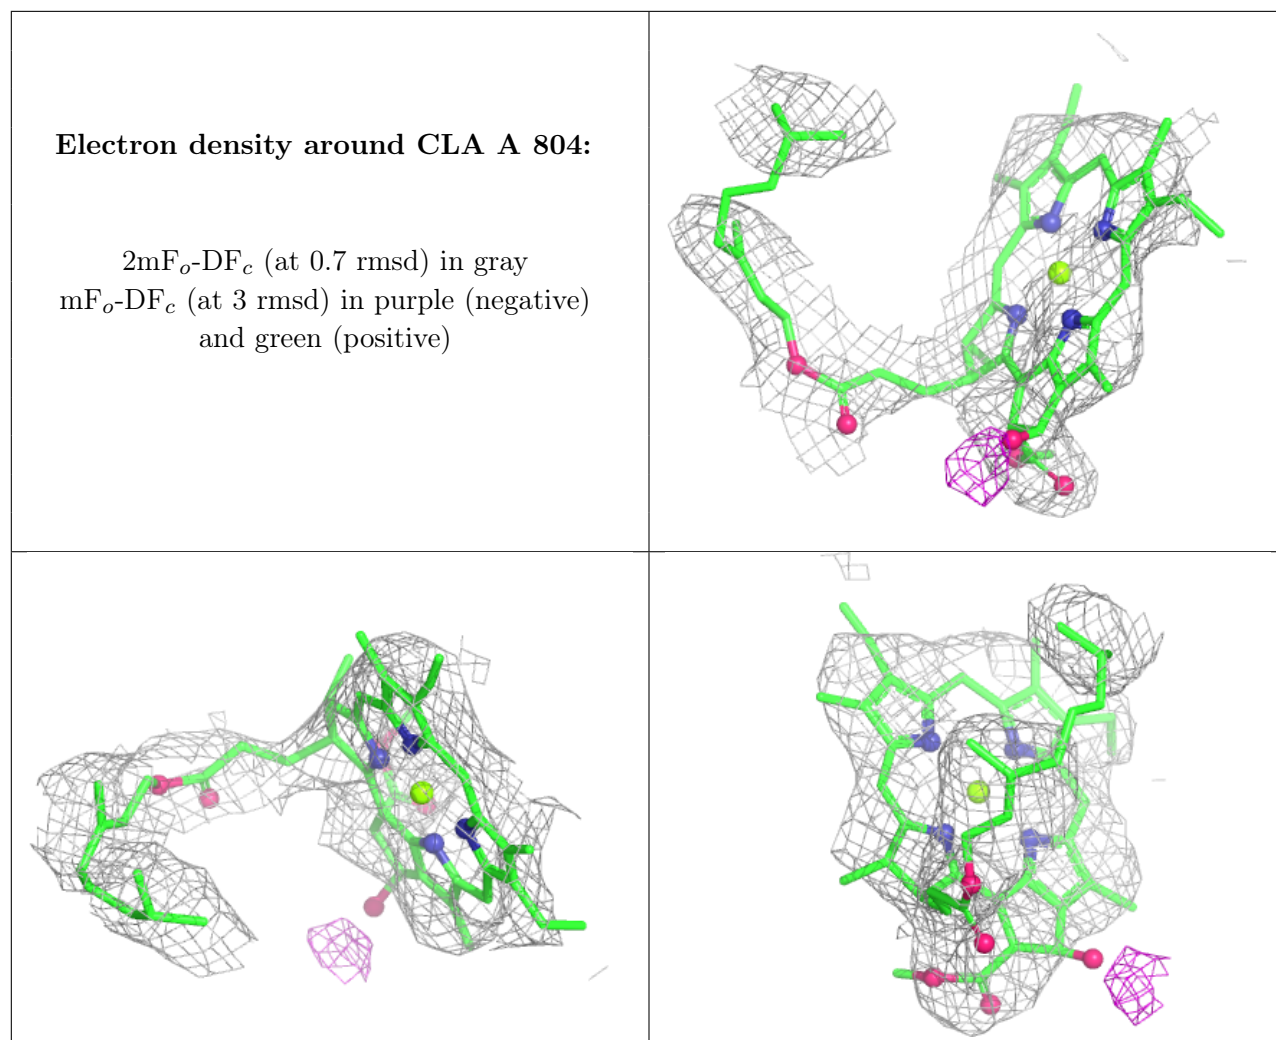 Electron density around CLA A 804:
2mFo-DFc (at 0.7 rmsd) in gray
mFo-DFc (at 3 rmsd) in purple (negative)
and green (positive)